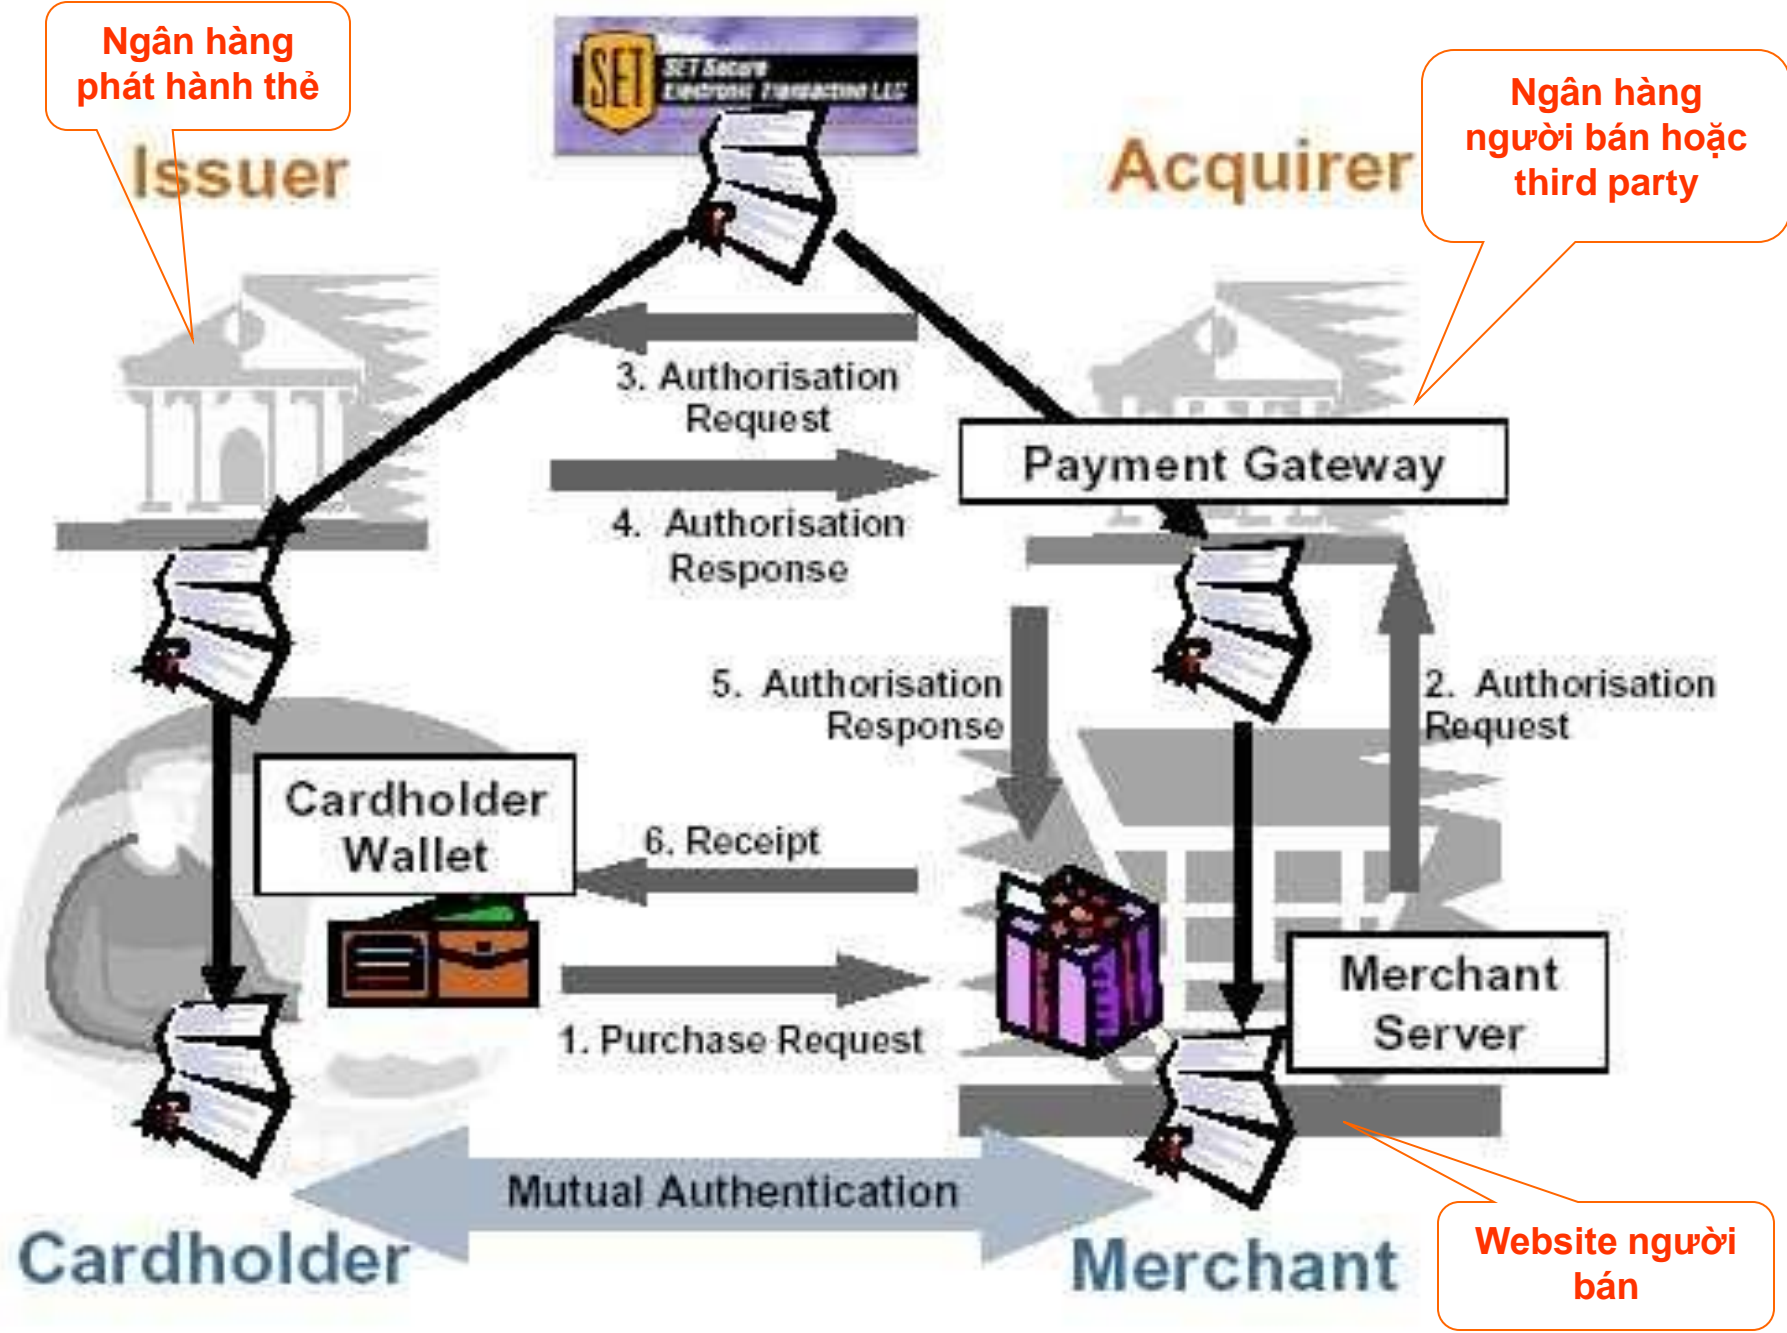 Ngân hàng
phát hành thẻ
SET
SET Secure
Electronic Transaction LLC
Ngân hàng
người bán hoặc
third party
Issuer
Acquirer
3. Authorisation
Request
Payment Gateway
4. Authorisation
Response
5. Authorisation
Response
2. Authorisation
Request
Cardholder
Wallet
6. Receipt
Merchant
Server
1. Purchase Request
Mutual Authentication
Cardholder
Merchant
Website người
bán